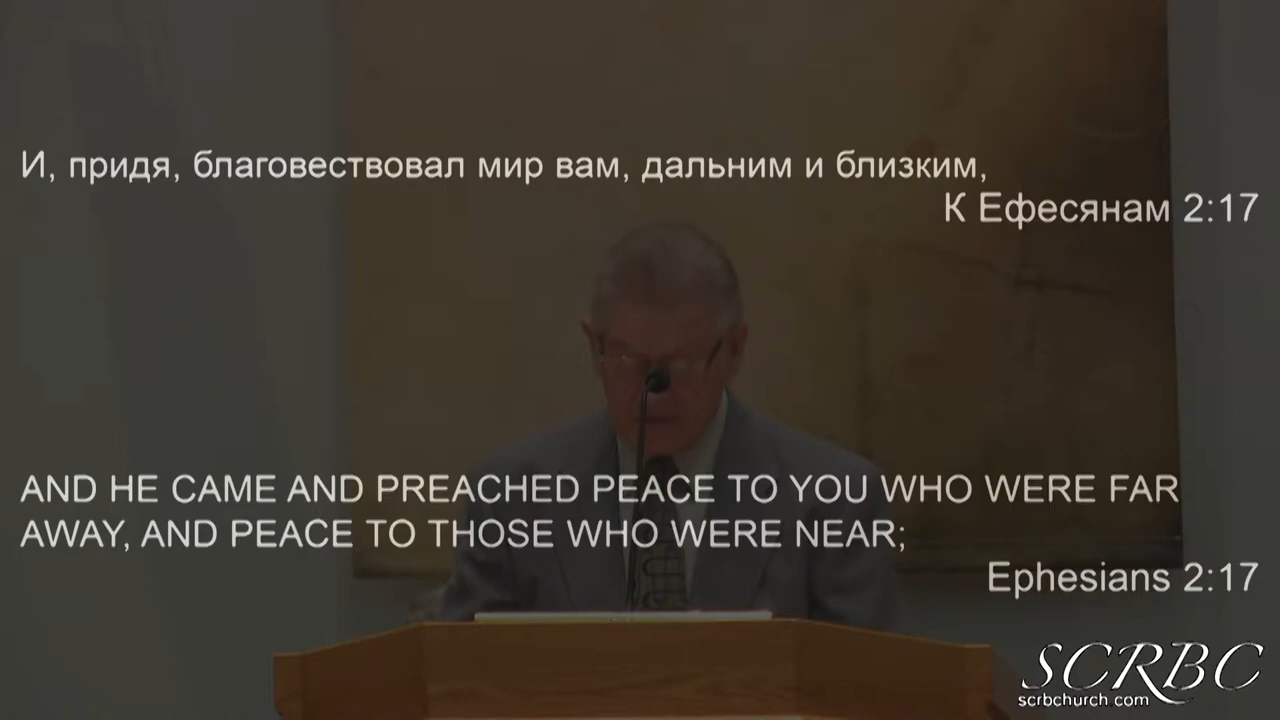 И, придя, благовествовал мир вам, дальним и близким,
К Ефесянам 2:17
AND HE CAME AND PREACHED PEACE TO YOU WHO WERE FAR
AWAY, AND PEACE TO THOSE WHO WERE NEAR;
Ephesians 2:17
SCRBC
scrbchurch.com